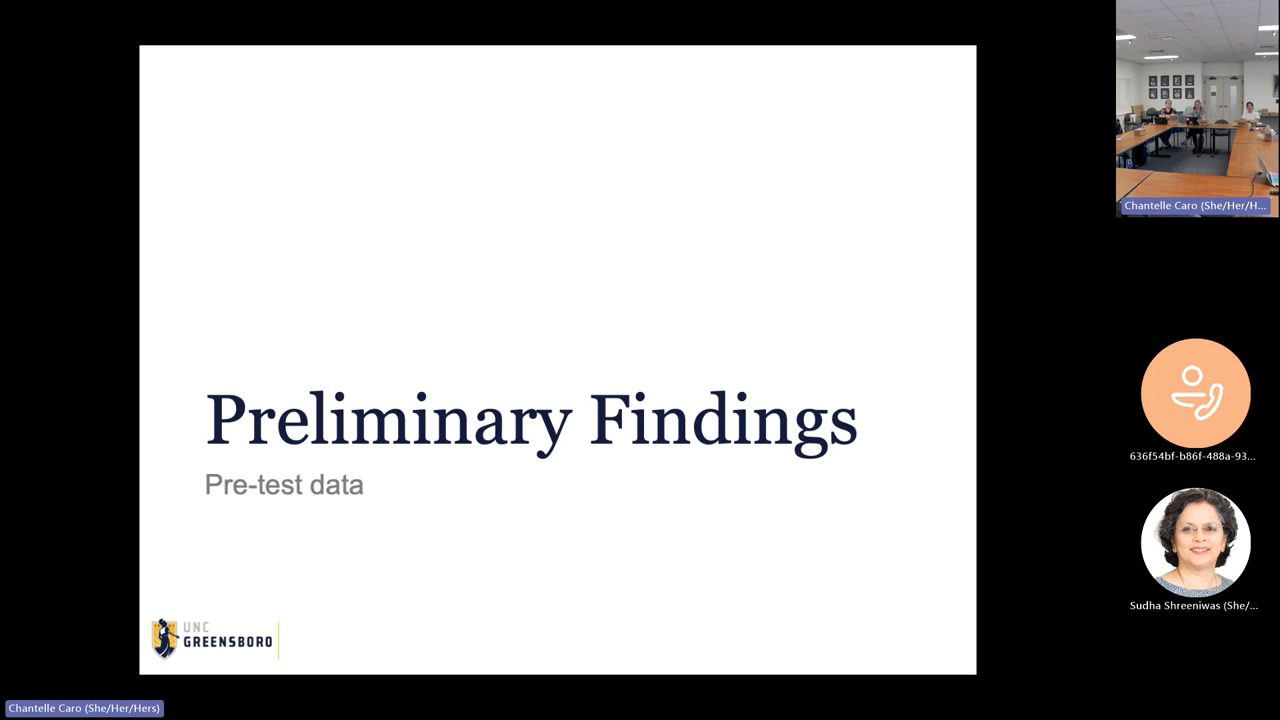 Preliminary Findings
Pre-test data
UNC
GREENSBORO
Chantelle Caro (She/Her/H...
636f54bf-b86f-488a-93...
Sudha Shreeniwas (She/...
Chantelle Caro (She/Her/Hers)